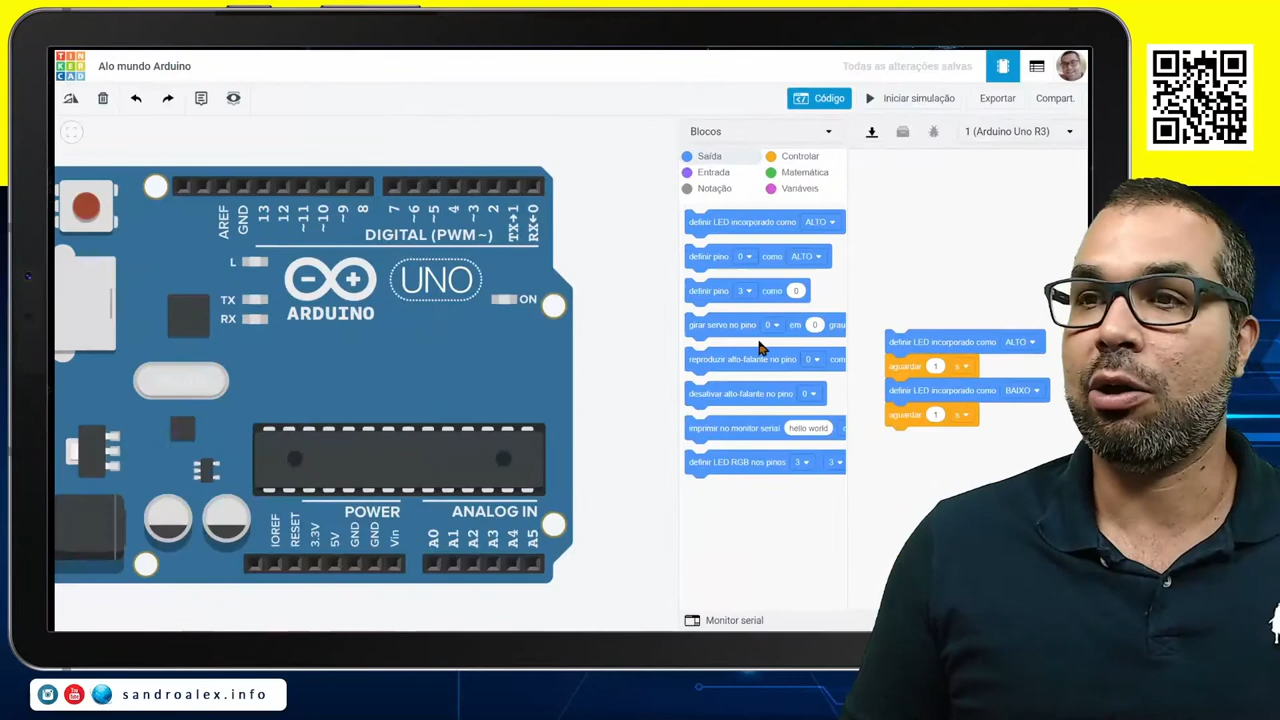 TIN
KER
CAD
Alo mundo Arduino
Todas as alterações salvas
Código
Iniciar simulação
Exportar
Compart.
Blocos
1 (Arduino Uno R3)
Saída
Controlar
Entrada
Matemática
Notação
Variáveis
definir LED incorporado como ALTO
definir pino 0 como ALTO
definir pino 3 como 0
girar servo no pino 0 em 0 grau
reproduzir alto-falante no pino 0 com
desativar alto-falante no pino 0
imprimir no monitor serial hello world
definir LED RGB nos pinos 3 3
definir LED incorporado como ALTO
aguardar 1 s
definir LED incorporado como BAIXO
aguardar 1 s
Monitor serial
AREF
GND
13
12
~11
~10
~9
8
7
~6
~5
4
~3
2
TX→1
RX←0
DIGITAL (PWM ~)
L
TX
RX
ARDUINO
UNO
ON
POWER
ANALOG IN
IOREF
RESET
3.3V
5V
GND
GND
Vin
A0
A1
A2
A3
A4
A5
sandroalex.info